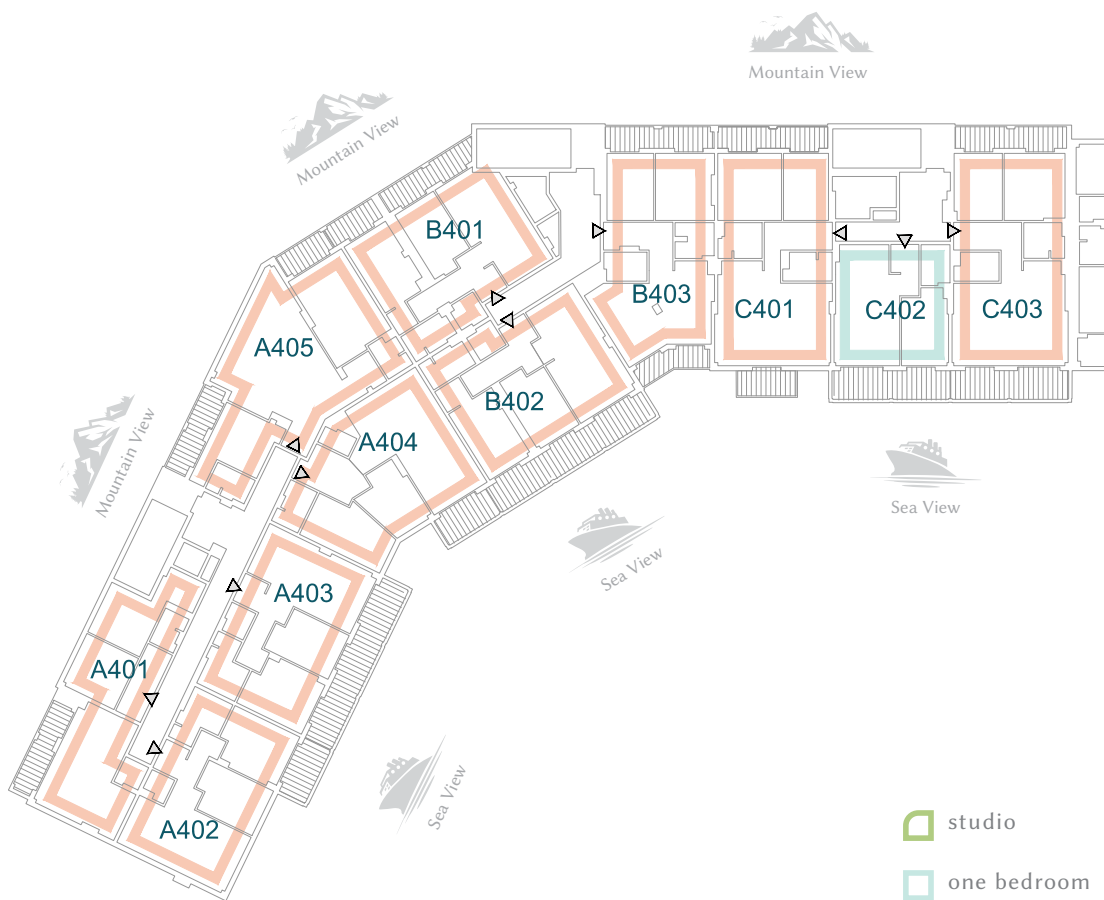 Mountain View
Mountain View
B401
B403
C401
C402
C403
A405
B402
Mountain View
A404
Sea View
Sea View
A403
A401
Sea View
A402
studio
one bedroom